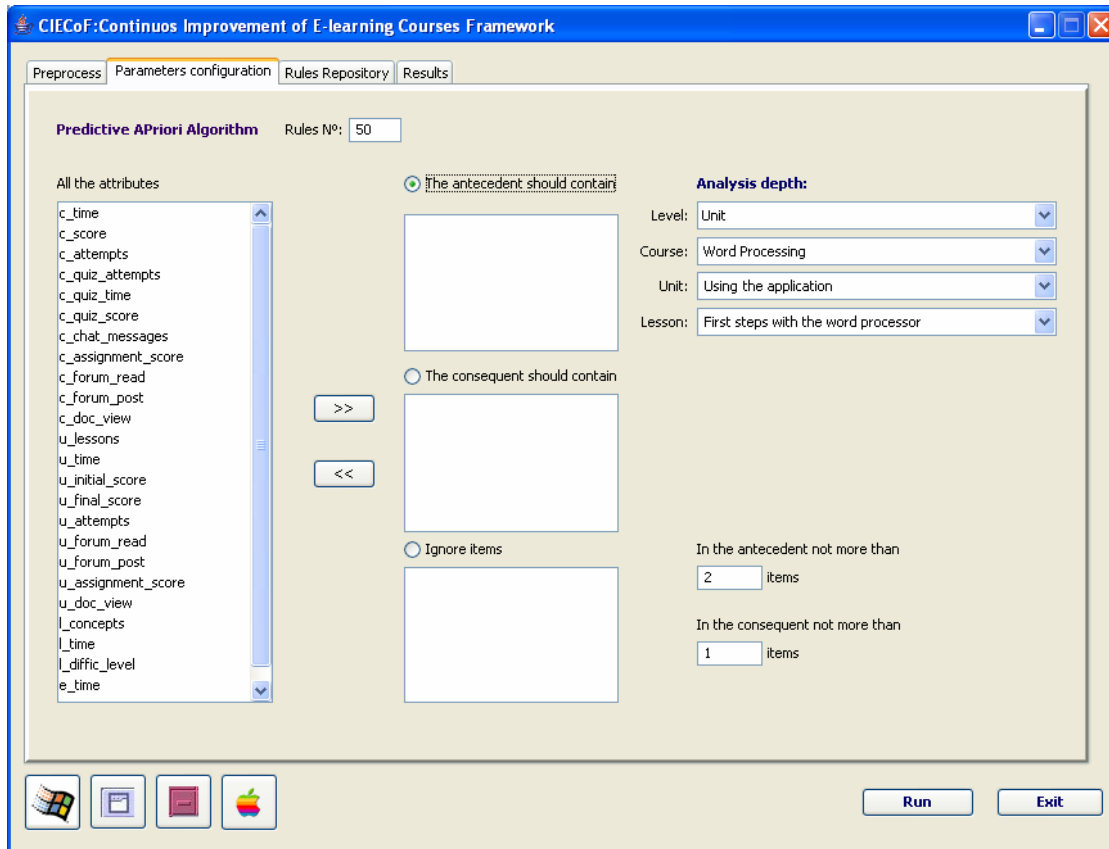 CIECoF:Continuos Improvement of E-learning Courses Framework
Preprocess
Parameters configuration
Rules Repository
Results
Predictive APriori Algorithm
Rules Nº: 50
All the attributes
c_time
c_score
c_attempts
c_quiz_attempts
c_quiz_time
c_quiz_score
c_chat_messages
c_assignment_score
c_forum_read
c_forum_post
c_doc_view
u_lessons
u_time
u_initial_score
u_final_score
u_attempts
u_forum_read
u_forum_post
u_assignment_score
u_doc_view
l_concepts
l_time
l_diffic_level
e_time
>>
<<
The antecedent should contain
The consequent should contain
Ignore items
Analysis depth:
Level: Unit
Course: Word Processing
Unit: Using the application
Lesson: First steps with the word processor
In the antecedent not more than
2 items
In the consequent not more than
1 items
Run
Exit